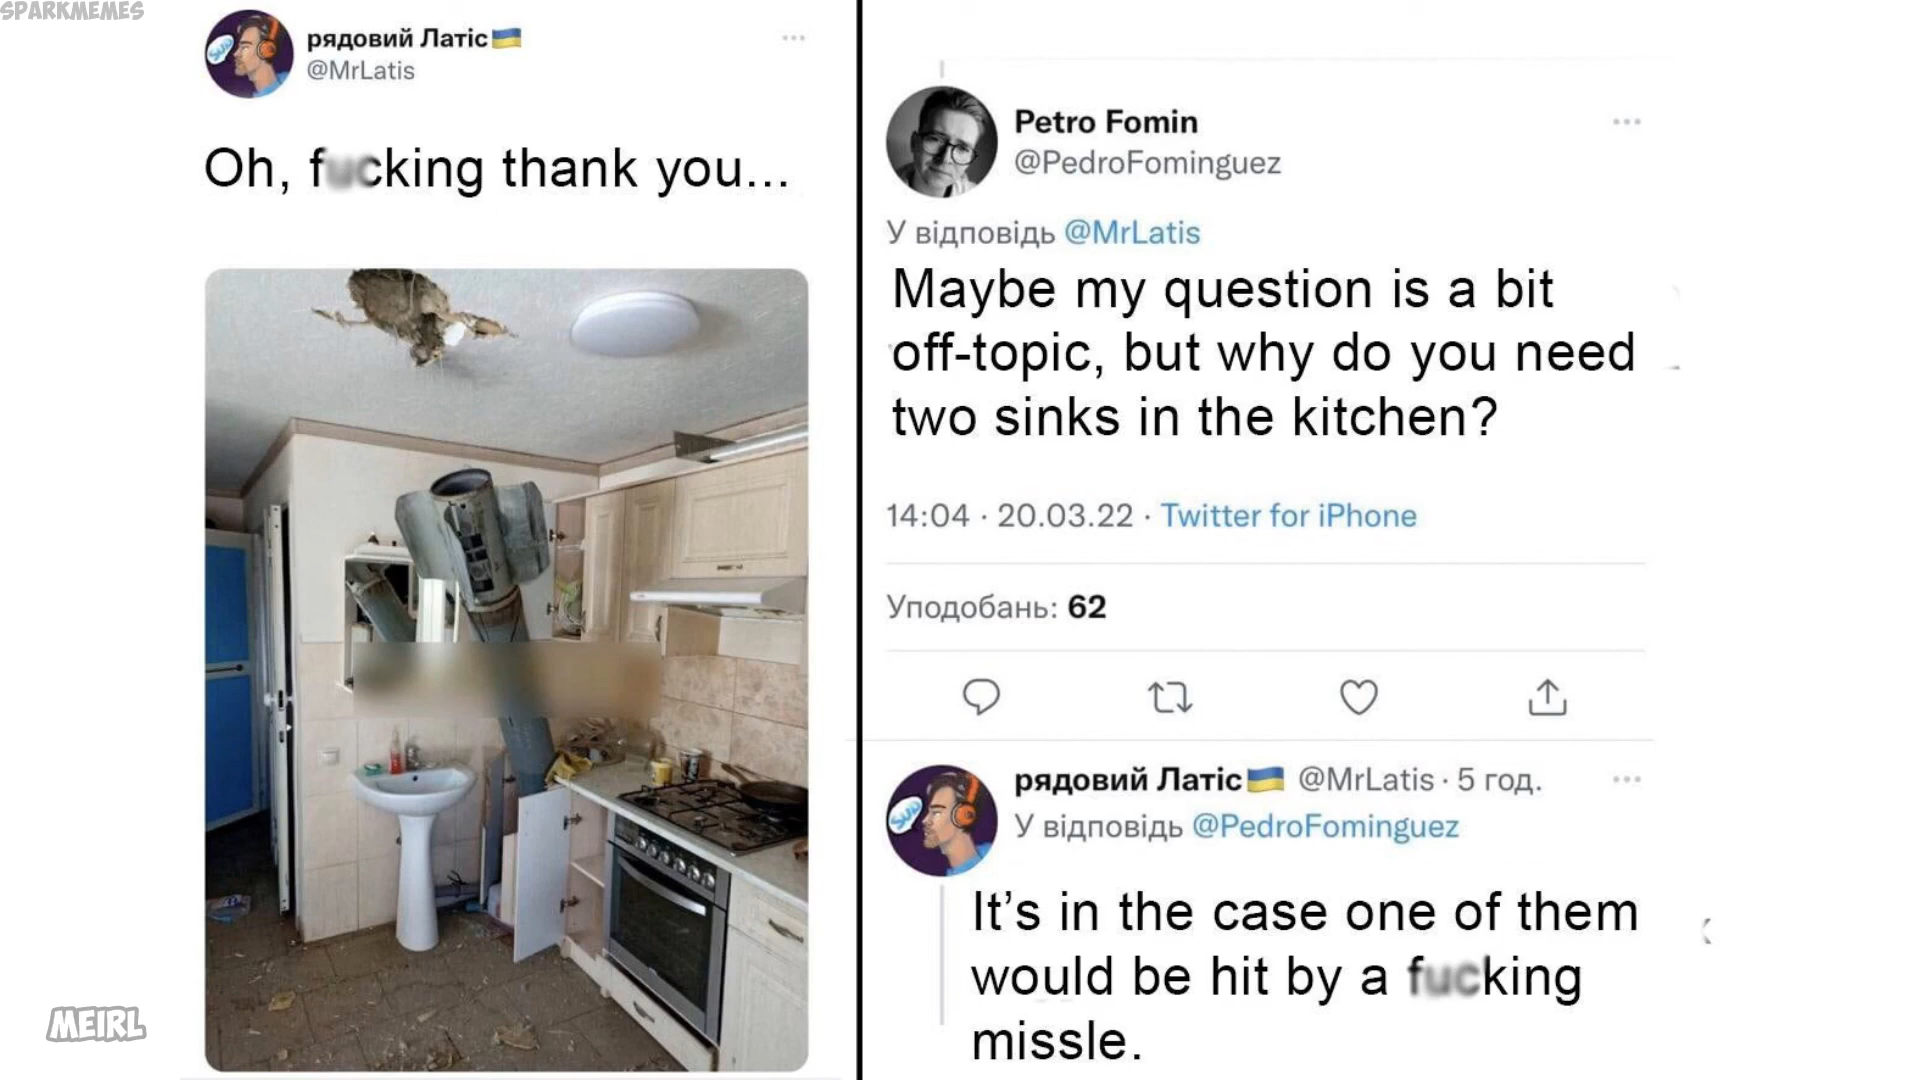 SPARKMEMES
рядовий Латіс🇺🇦
@MrLatis
Oh, fucking thank you...
MEIRL
Petro Fomin
@PedroFominguez
У відповідь @MrLatis
Maybe my question is a bit
off-topic, but why do you need
two sinks in the kitchen?
14:04 · 20.03.22 · Twitter for iPhone
Уподобань: 62
рядовий Латіс🇺🇦 @MrLatis · 5 год.
У відповідь @PedroFominguez
It’s in the case one of them
would be hit by a fucking
missle.